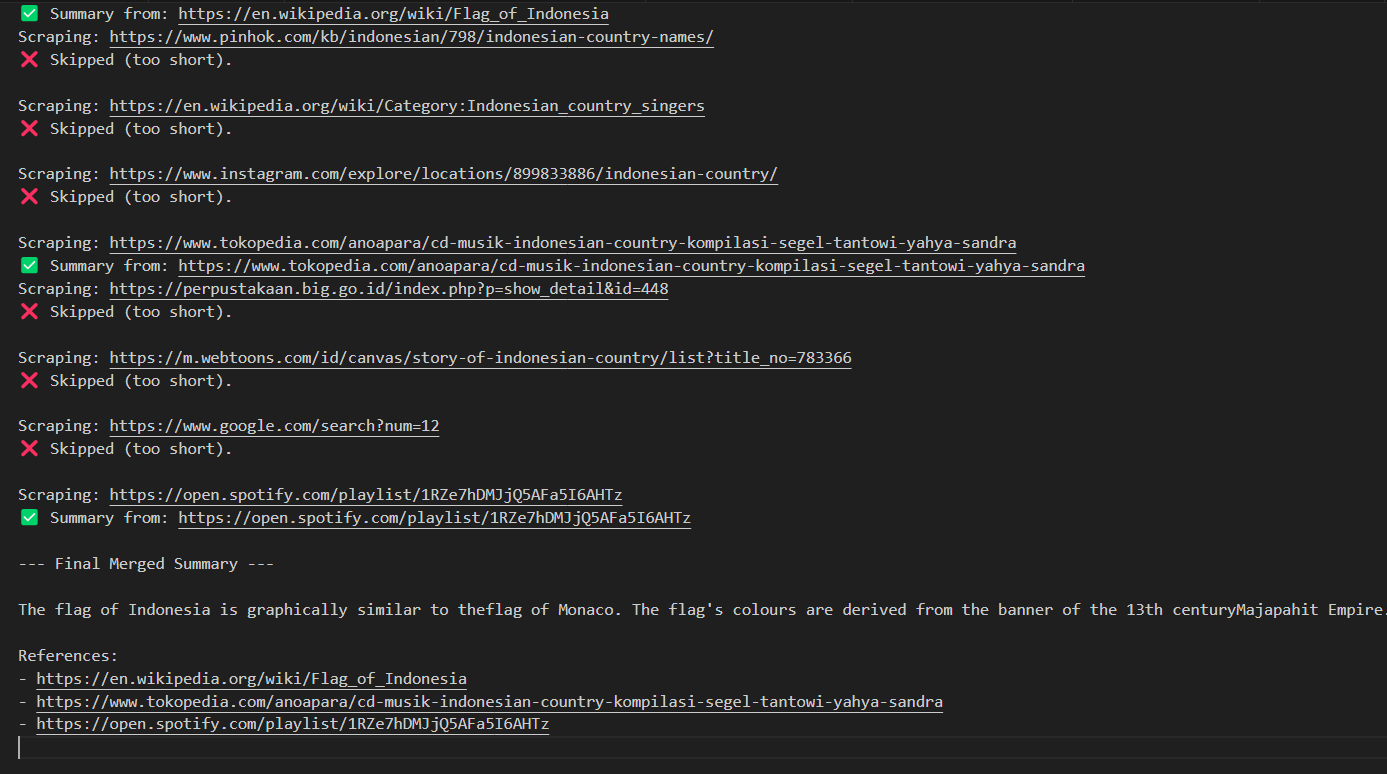 ✅ Summary from: https://en.wikipedia.org/wiki/Flag_of_Indonesia
Scraping: https://www.pinhok.com/kb/indonesian/798/indonesian-country-names/
❌ Skipped (too short).
Scraping: https://en.wikipedia.org/wiki/Category:Indonesian_country_singers
❌ Skipped (too short).
Scraping: https://www.instagram.com/explore/locations/899833886/indonesian-country/
❌ Skipped (too short).
Scraping: https://www.tokopedia.com/anoapara/cd-musik-indonesian-country-kompilasi-segel-tantowi-yahya-sandra
✅ Summary from: https://www.tokopedia.com/anoapara/cd-musik-indonesian-country-kompilasi-segel-tantowi-yahya-sandra
Scraping: https://perpustakaan.big.go.id/index.php?p=show_detail&id=448
❌ Skipped (too short).
Scraping: https://m.webtoons.com/id/canvas/story-of-indonesian-country/list?title_no=783366
❌ Skipped (too short).
Scraping: https://www.google.com/search?num=12
❌ Skipped (too short).
Scraping: https://open.spotify.com/playlist/1RZe7hDMJjQ5AFa5I6AHTz
✅ Summary from: https://open.spotify.com/playlist/1RZe7hDMJjQ5AFa5I6AHTz
--- Final Merged Summary ---
The flag of Indonesia is graphically similar to theflag of Monaco. The flag's colours are derived from the banner of the 13th centuryMajapahit Empire.
References:
- https://en.wikipedia.org/wiki/Flag_of_Indonesia
- https://www.tokopedia.com/anoapara/cd-musik-indonesian-country-kompilasi-segel-tantowi-yahya-sandra
- https://open.spotify.com/playlist/1RZe7hDMJjQ5AFa5I6AHTz